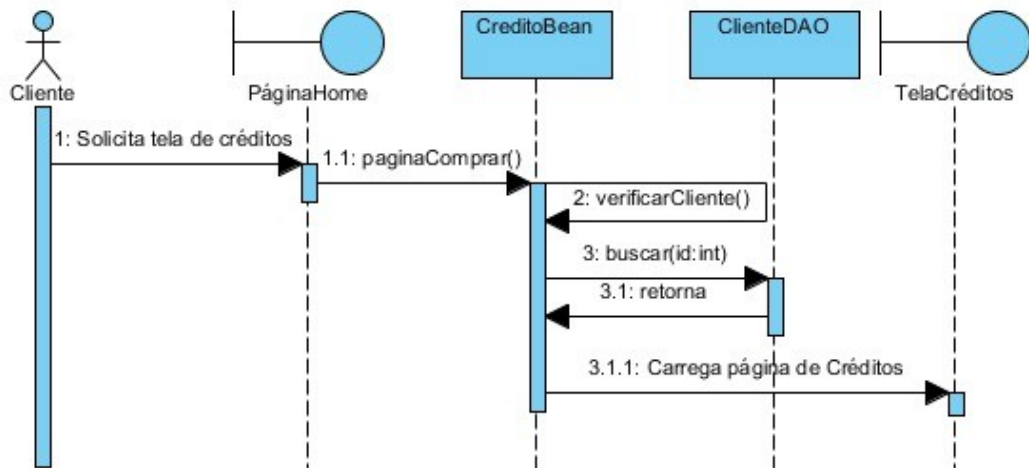 CreditoBean
ClienteDAO
Cliente
PáginaHome
TelaCréditos
1: Solicita tela de créditos
1.1: paginaComprar()
2: verificarCliente()
3: buscar(id:int)
3.1: retorna
3.1.1: Carrega página de Créditos